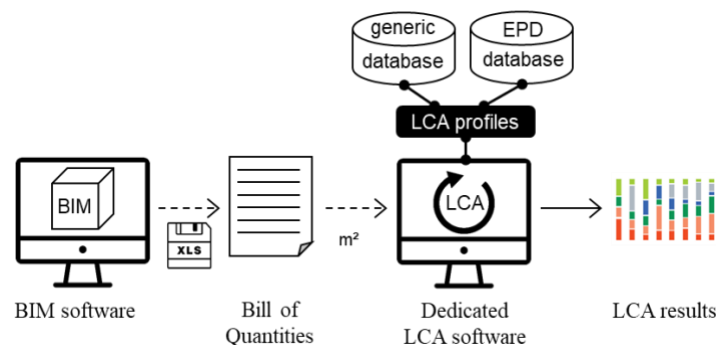 generic
database
EPD
database
LCA profiles
BIM
XLS
m²
LCA
BIM software
Bill of
Quantities
Dedicated
LCA software
LCA results